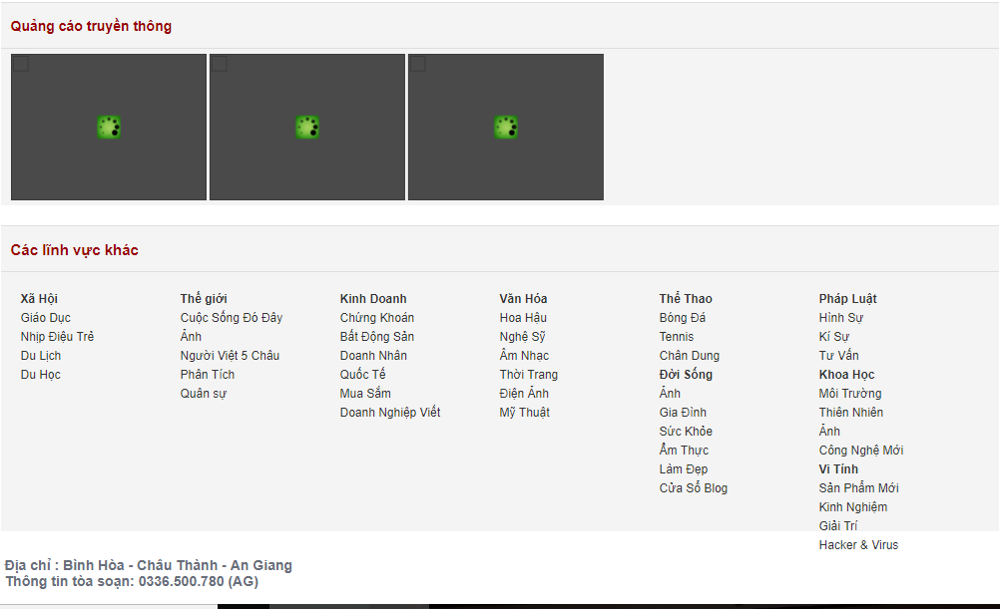 Quảng cáo truyền thông
Các lĩnh vực khác
Xã Hội
Giáo Dục
Nhịp Điệu Trẻ
Du Lịch
Du Học
Thế giới
Cuộc Sống Đó Đây
Ảnh
Người Việt 5 Châu
Phân Tích
Quân sự
Kinh Doanh
Chứng Khoán
Bất Động Sản
Doanh Nhân
Quốc Tế
Mua Sắm
Doanh Nghiệp Viết
Văn Hóa
Hoa Hậu
Nghệ Sỹ
Âm Nhạc
Thời Trang
Điện Ảnh
Mỹ Thuật
Thể Thao
Bóng Đá
Tennis
Chân Dung
Đời Sống
Ảnh
Gia Đình
Sức Khỏe
Ẩm Thực
Làm Đẹp
Cửa Sổ Blog
Pháp Luật
Hình Sự
Kí Sự
Tư Vấn
Khoa Học
Môi Trường
Thiên Nhiên
Ảnh
Công Nghệ Mới
Vi Tính
Sản Phẩm Mới
Kinh Nghiệm
Giải Trí
Hacker & Virus
Địa chỉ : Bình Hòa - Châu Thành - An Giang
Thông tin tòa soạn: 0336.500.780 (AG)